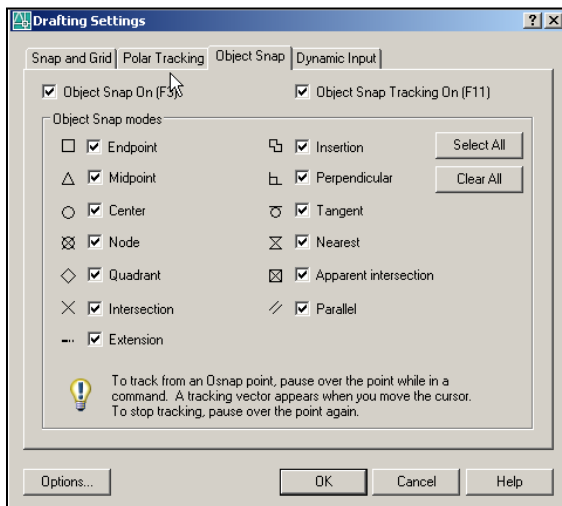 Drafting Settings
Snap and Grid Polar Tracking Object Snap Dynamic Input
Object Snap On (F3) Object Snap Tracking On (F11)
Object Snap modes
Endpoint Insertion Select All
Midpoint Perpendicular Clear All
Center Tangent
Node Nearest
Quadrant Apparent intersection
Intersection Parallel
Extension
To track from an Osnap point, pause over the point while in a
command. A tracking vector appears when you move the cursor.
To stop tracking, pause over the point again.
Options... OK Cancel Help